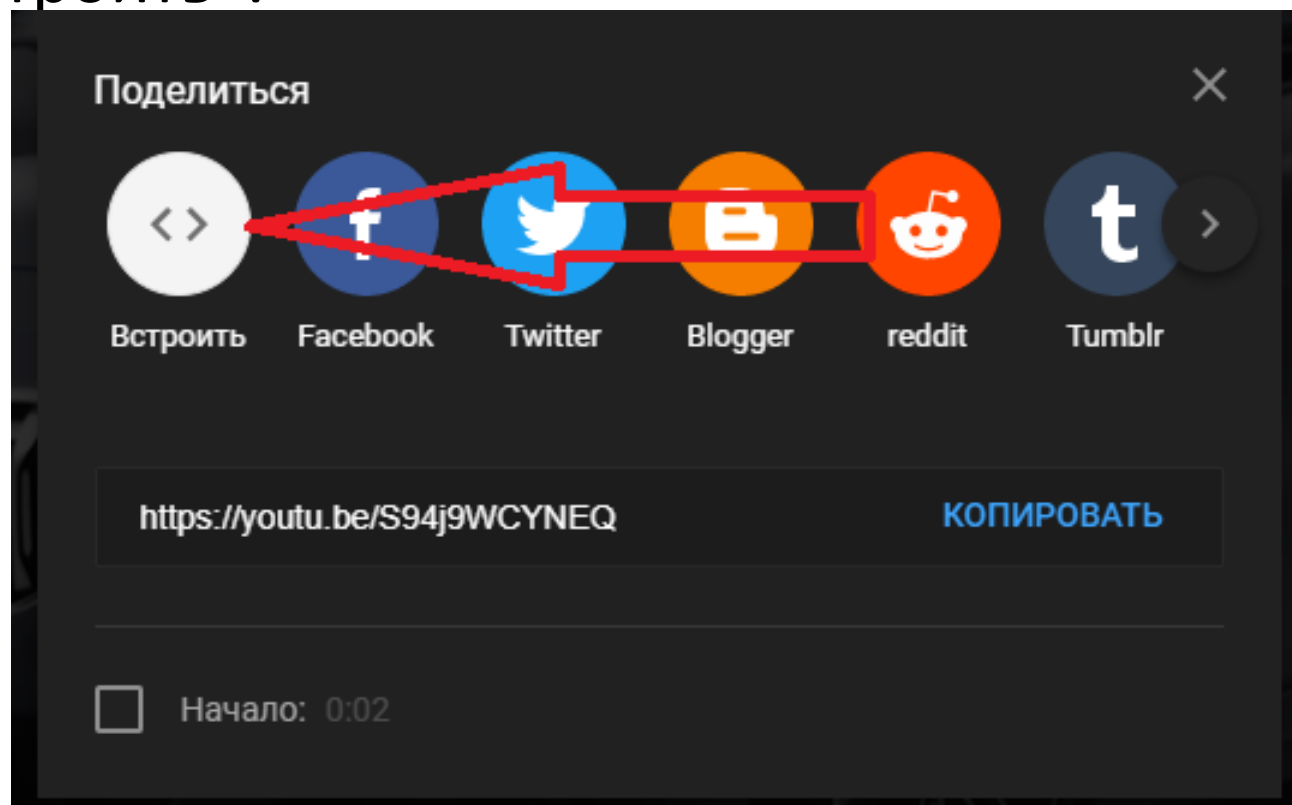 Поделиться
Встроить Facebook Twitter Blogger reddit Tumblr
https://youtu.be/S94j9WCYNEQ КОПИРОВАТЬ
Начало: 0:02